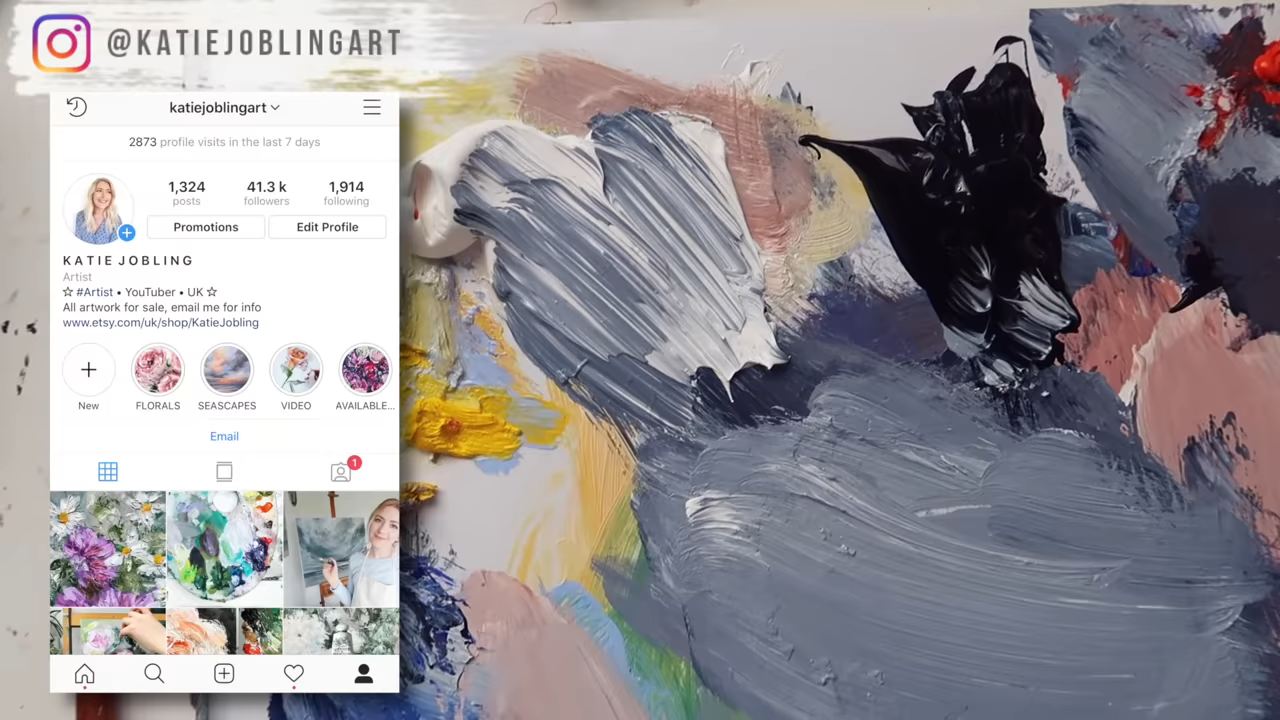 @KATIEJOBLINGART
katiejoblingart
2873 profile visits in the last 7 days
1,324 41.3 k 1,914
posts followers following
Promotions Edit Profile
K A T I E J O B L I N G
Artist
☆ #Artist • YouTuber • UK ☆
All artwork for sale, email me for info
www.etsy.com/uk/shop/KatieJobling
New FLORALS SEASCAPES VIDEO AVAILABLE...
Email
1